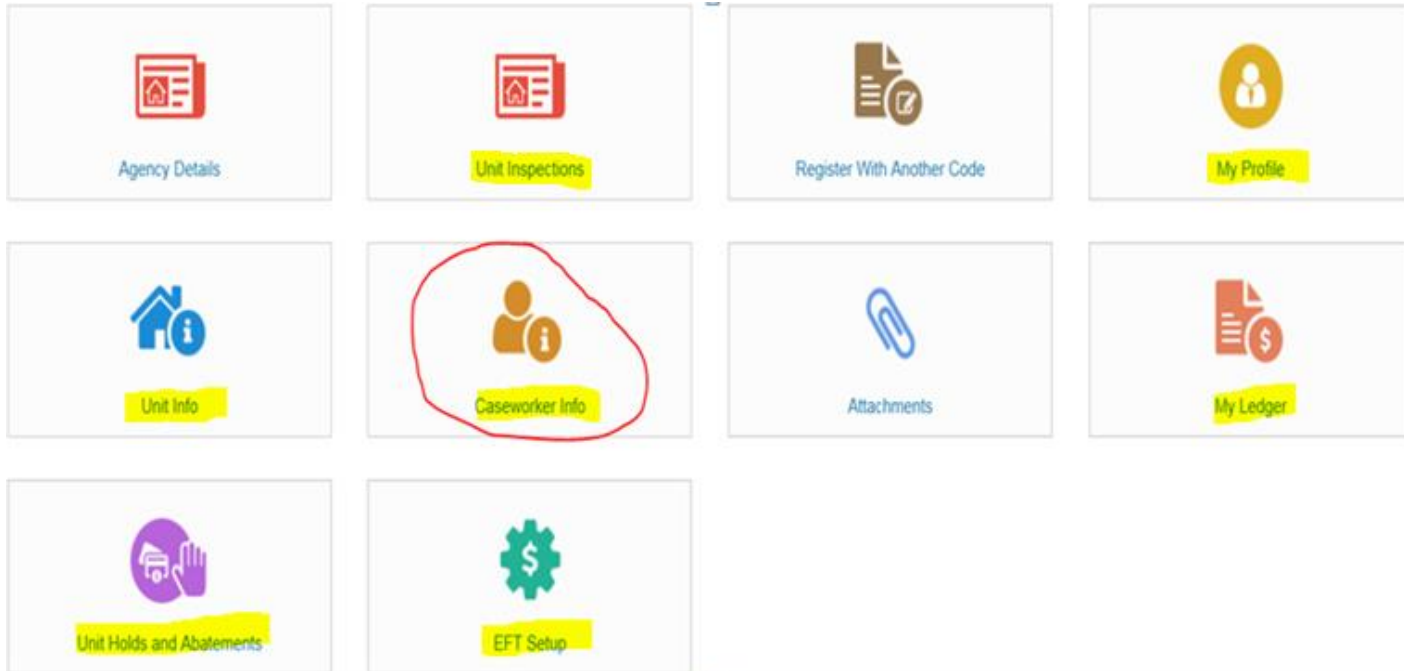 Agency Details
Unit Inspections
Register With Another Code
My Profile
Unit Info
Caseworker Info
Attachments
My Ledger
Unit Holds and Abatements
EFT Setup